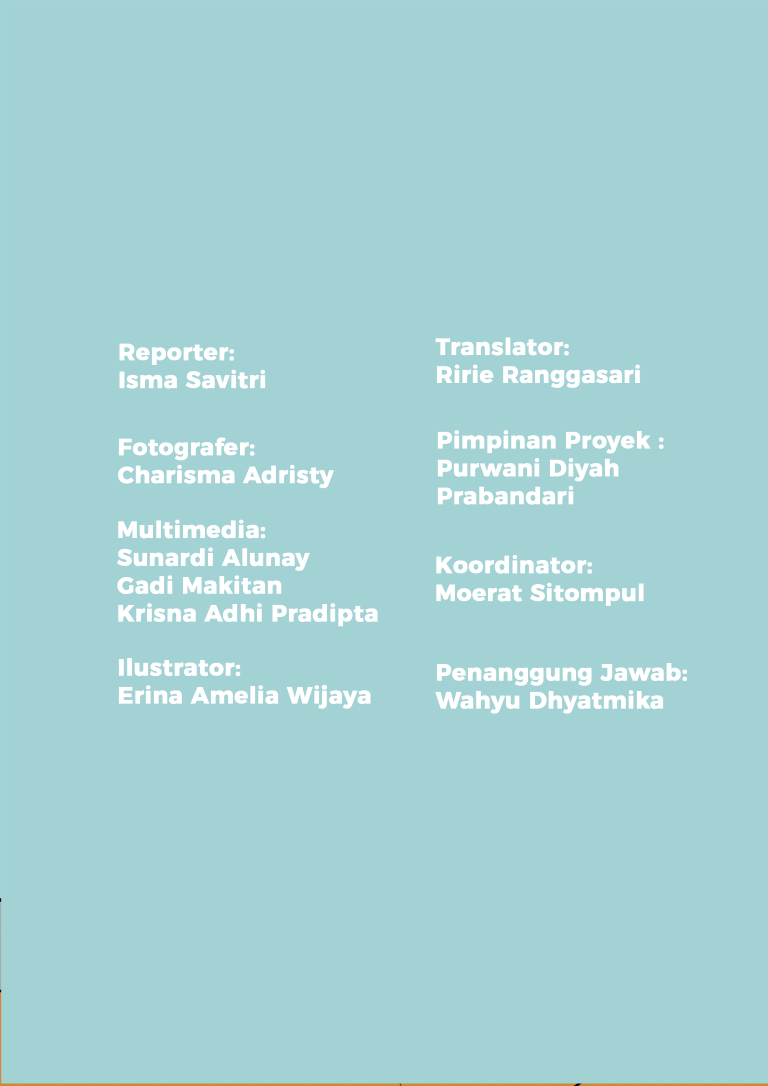 Reporter:
Isma Savitri
Fotografer:
Charisma Adristy
Multimedia:
Sunardi Alunay
Gadi Makitan
Krisna Adhi Pradipta
Ilustrator:
Erina Amelia Wijaya
Translator:
Ririe Ranggasari
Pimpinan Proyek :
Purwani Diyah
Prabandari
Koordinator:
Moerat Sitompul
Penanggung Jawab:
Wahyu Dhyatmika